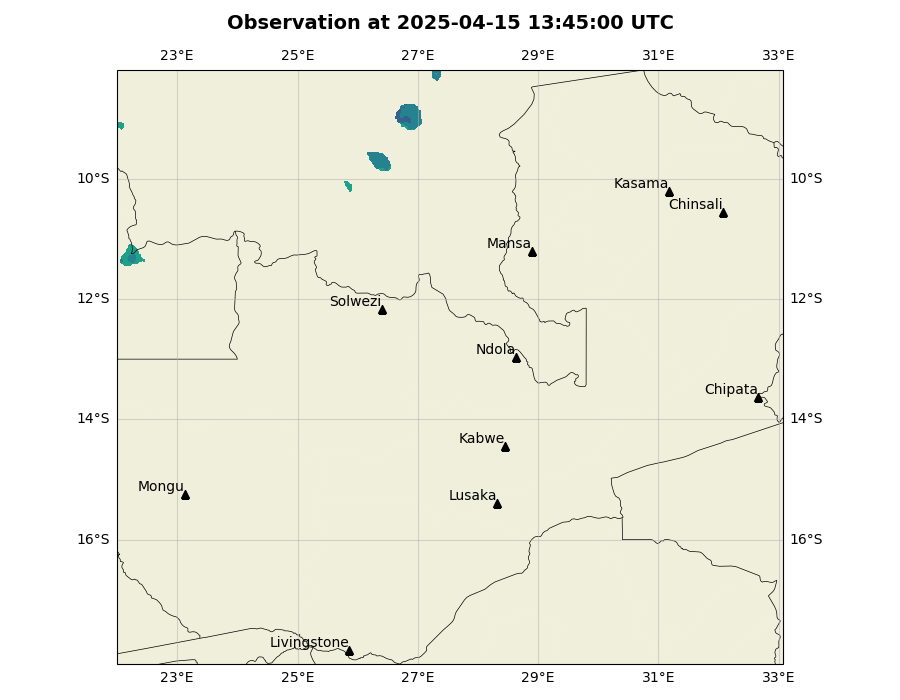 Observation at 2025-04-15 13:45:00 UTC
23°E 25°E 27°E 29°E 31°E 33°E
10°S 10°S
Kasama
Chinsali
Mansa
12°S 12°S
Solwezi
Ndola
Chipata
14°S 14°S
Kabwe
Mongu
Lusaka
16°S 16°S
Livingstone
23°E 25°E 27°E 29°E 31°E 33°E